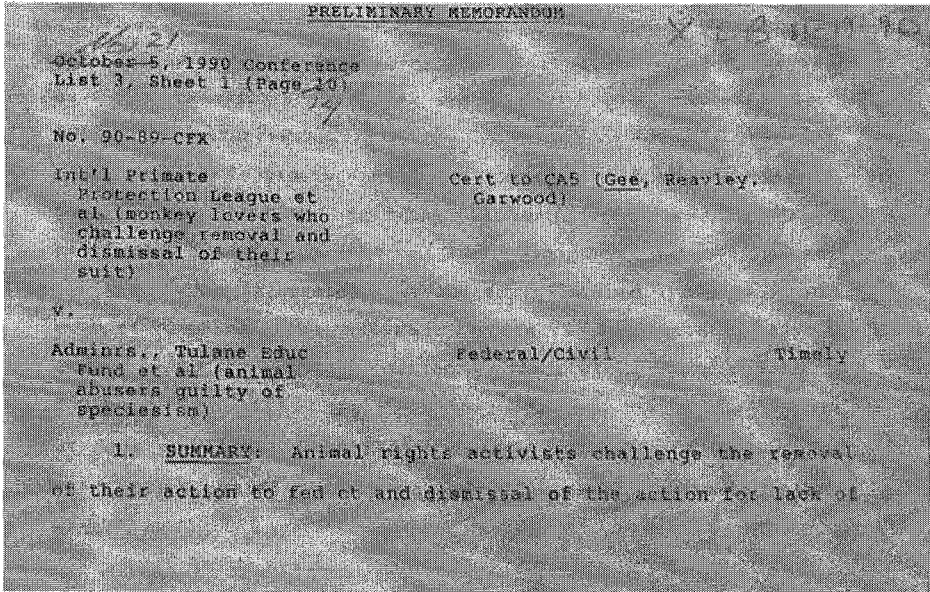 PRELIMINARY MEMORANDUM
Nov 21
October 5, 1990 Conference
List 3, Sheet 1 (Page 10)
14
No. 90-89-CFX
Int'l Primate
Protection League et
al (monkey lovers who
challenge removal and
dismissal of their
suit)
Cert to CA5 (Gee, Reavley,
Garwood)
v.
Adminrs., Tulane Educ
Fund et al (animal
abusers guilty of
speciesism)
Federal/Civil
Timely
1. SUMMARY: Animal rights activists challenge the removal
of their action to fed ct and dismissal of the action for lack of